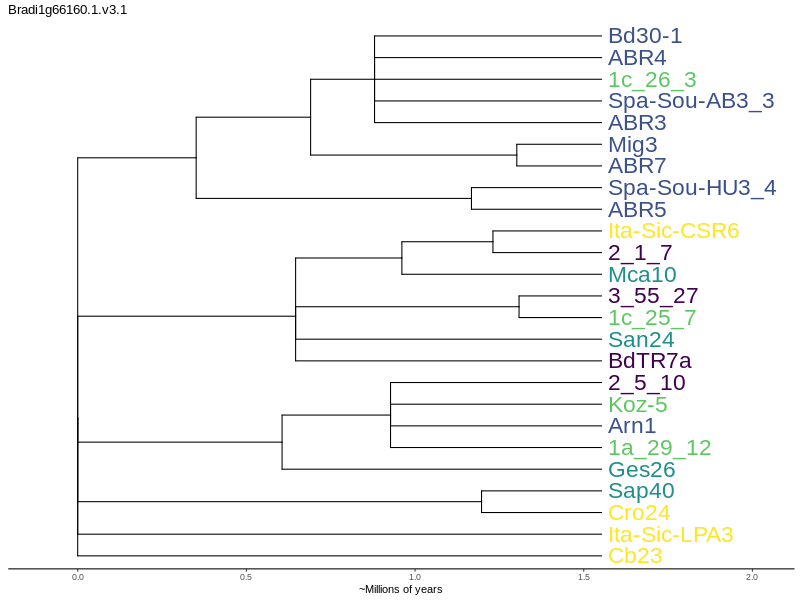 Bradi1g66160.1.v3.1
Bd30-1
ABR4
1c_26_3
Spa-Sou-AB3_3
ABR3
Mig3
ABR7
Spa-Sou-HU3_4
ABR5
Ita-Sic-CSR6
2_1_7
Mca10
3_55_27
1c_25_7
San24
BdTR7a
2_5_10
Koz-5
Arn1
1a_29_12
Ges26
Sap40
Cro24
Ita-Sic-LPA3
Cb23
0.0 0.5 1.0 1.5 2.0
~Millions of years